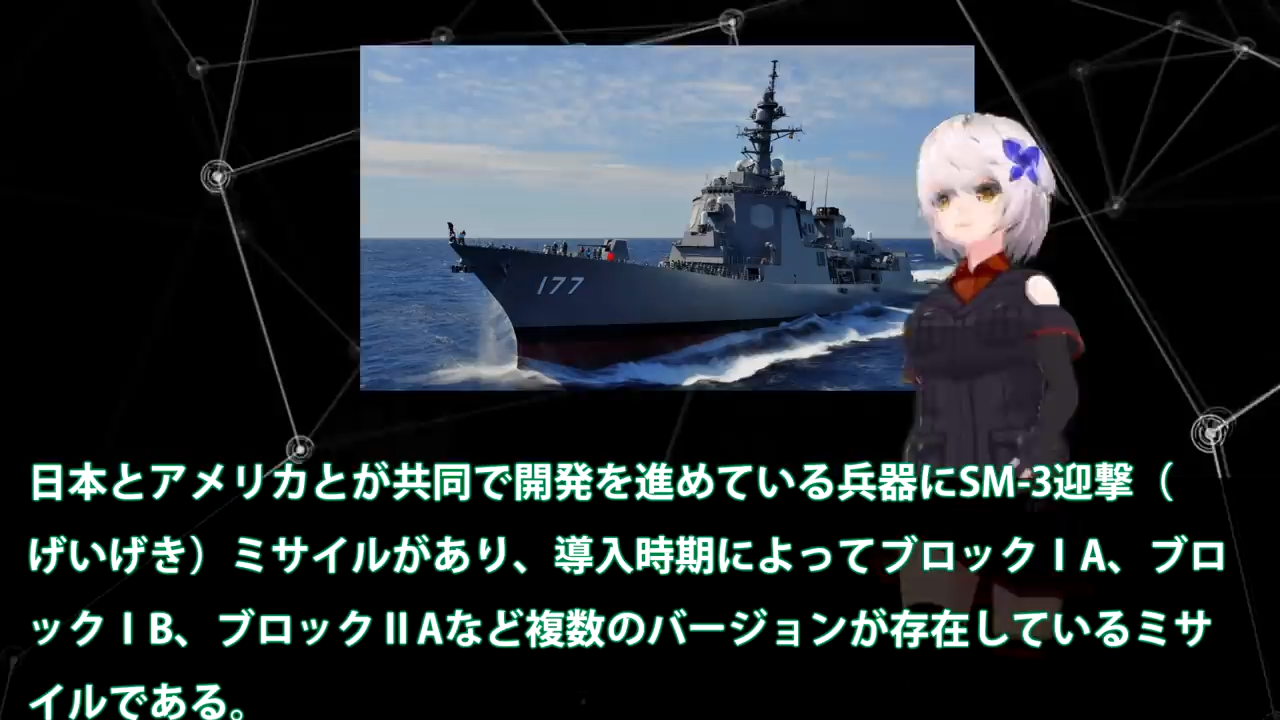 177
日本とアメリカとが共同で開発を進めている兵器にSM-3迎撃（
げいげき）ミサイルがあり、導入時期によってブロックⅠA、ブロ
ックⅠB、ブロックⅡAなど複数のバージョンが存在しているミサ
イルである。